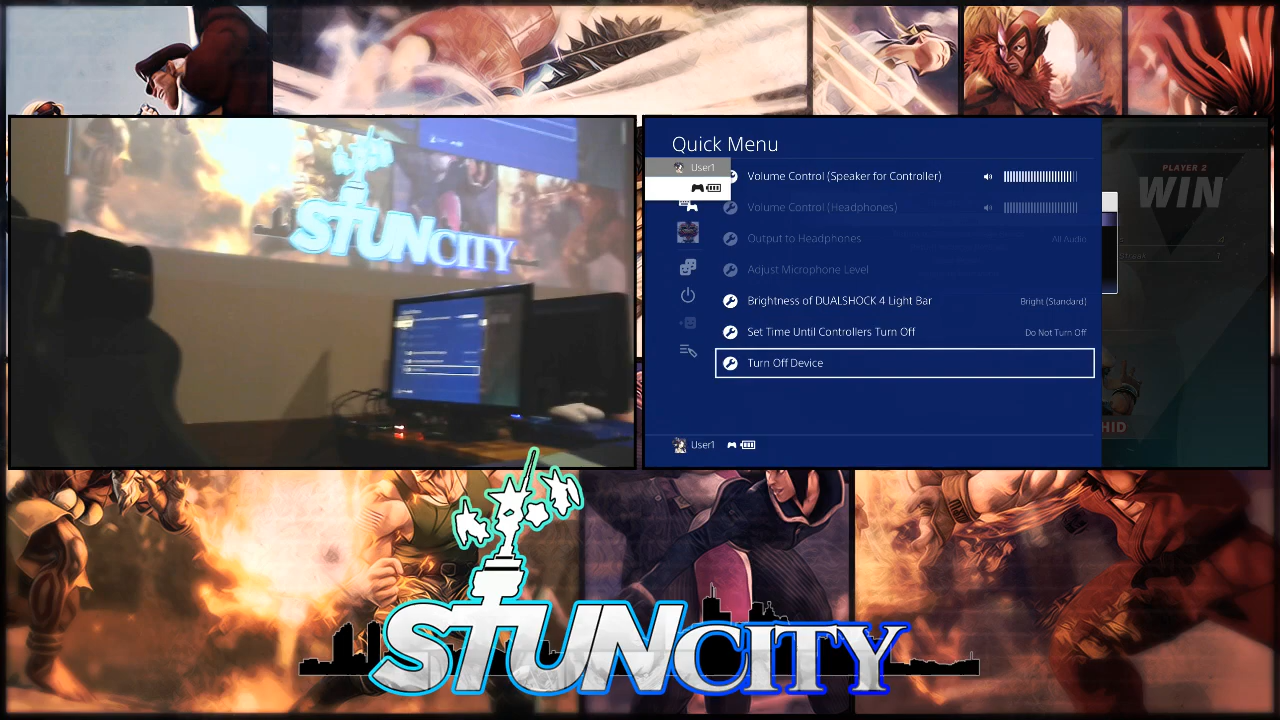 STUNCITY
Quick Menu
User1
Volume Control (Speaker for Controller)
Volume Control (Headphones)
Output to Headphones All Audio
Adjust Microphone Level
Brightness of DUALSHOCK 4 Light Bar Bright (Standard)
Set Time Until Controllers Turn Off Do Not Turn Off
Turn Off Device
User1
PLAYER 2
WIN
HID
STUNCITY